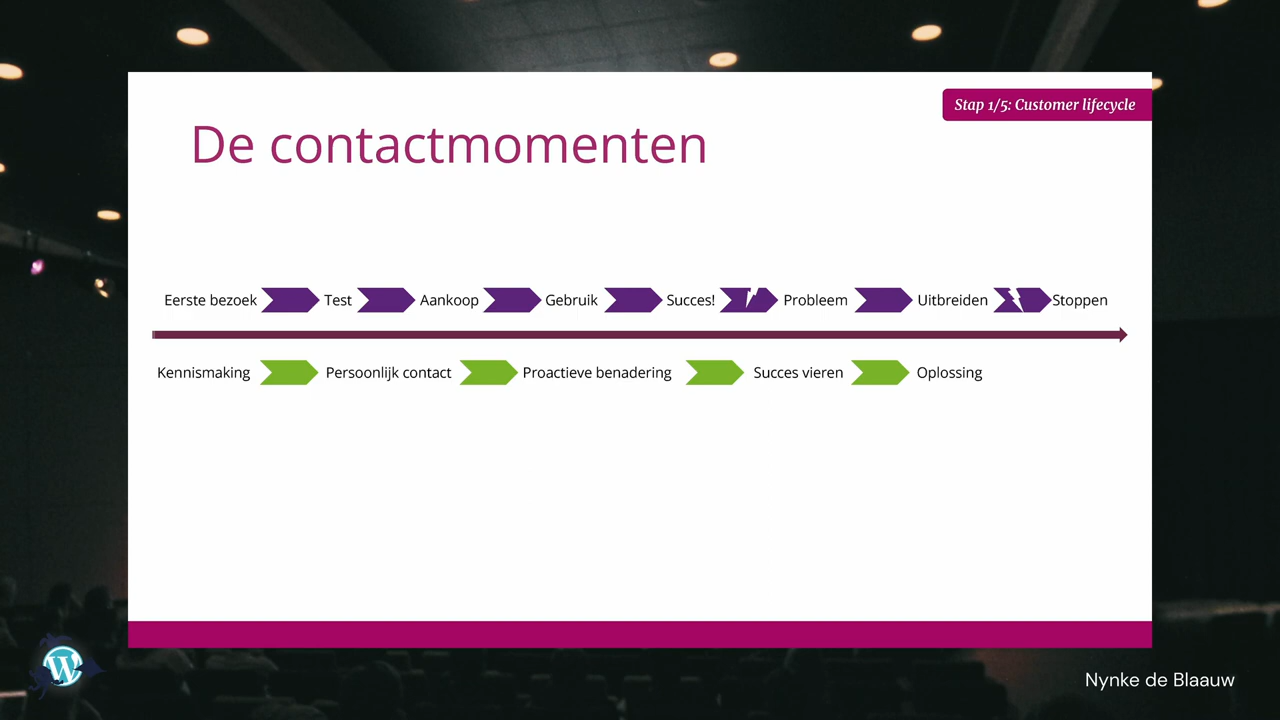 Stap 1/5: Customer lifecycle
De contactmomenten
Eerste bezoek Test Aankoop Gebruik Succes! Probleem Uitbreiden Stoppen
Kennismaking Persoonlijk contact Proactieve benadering Succes vieren Oplossing
Nynke de Blaauw